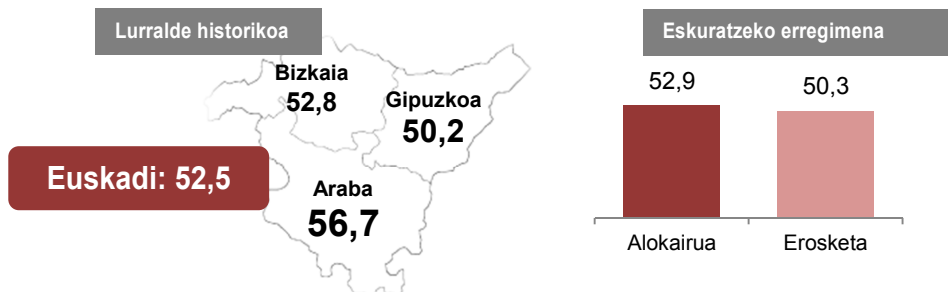 Lurralde historikoa
Bizkaia
52,8
Gipuzkoa
50,2
Euskadi: 52,5
Araba
56,7
Eskuratzeko erregimena
52,9
50,3
Alokairua
Erosketa